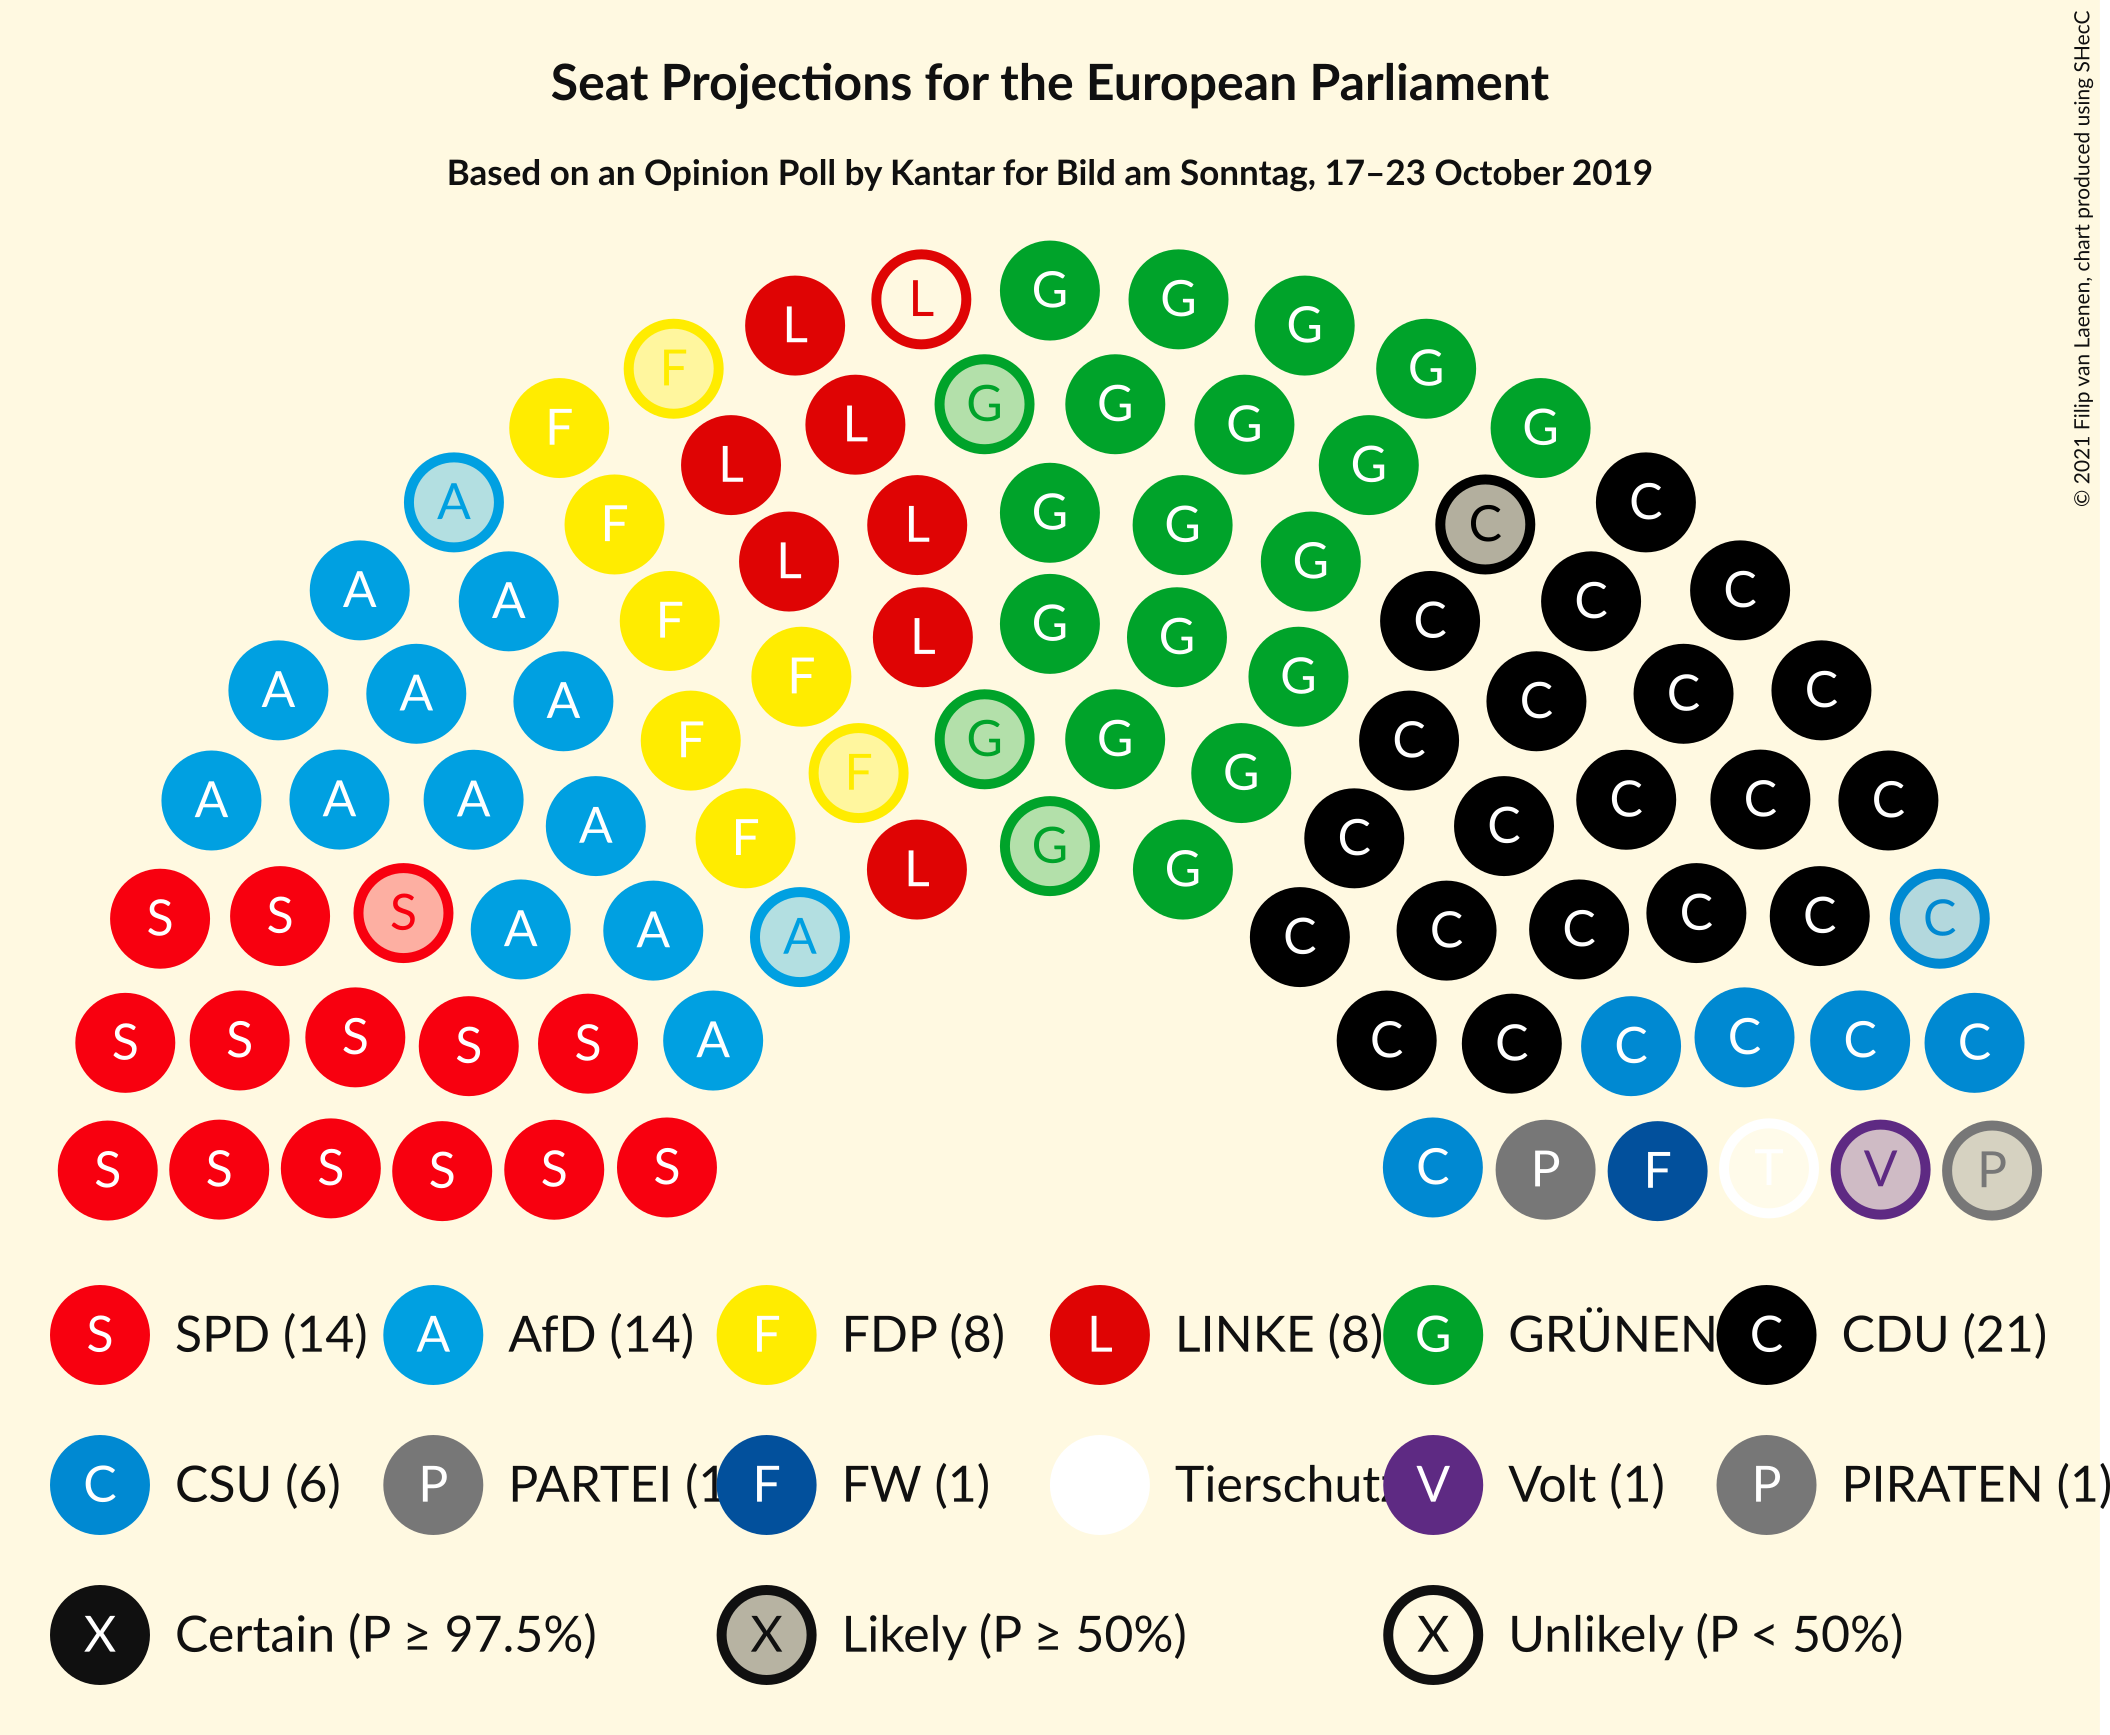 Seat Projections for the European Parliament
Based on an Opinion Poll by Kantar for Bild am Sonntag, 17–23 October 2019
© 2021 Filip van Laenen, chart produced using SHecC
L G G G
F L G G
A F L L G G G G G
F L L G G G C C
A A F L G G G C C C
A A A F F G G G C C C C
A A A A F F L G G C C C C C
S S S A A A C C C C C C
S S S S S A C C C C C C
S S S S S S C P F T V P
S SPD (14) A AfD (14) F FDP (8) L LINKE (8) G GRÜNEN C CDU (21)
C CSU (6) P PARTEI (1 F FW (1) Tierschutz V Volt (1) P PIRATEN (1)
X Certain (P ≥ 97.5%) X Likely (P ≥ 50%) X Unlikely (P < 50%)